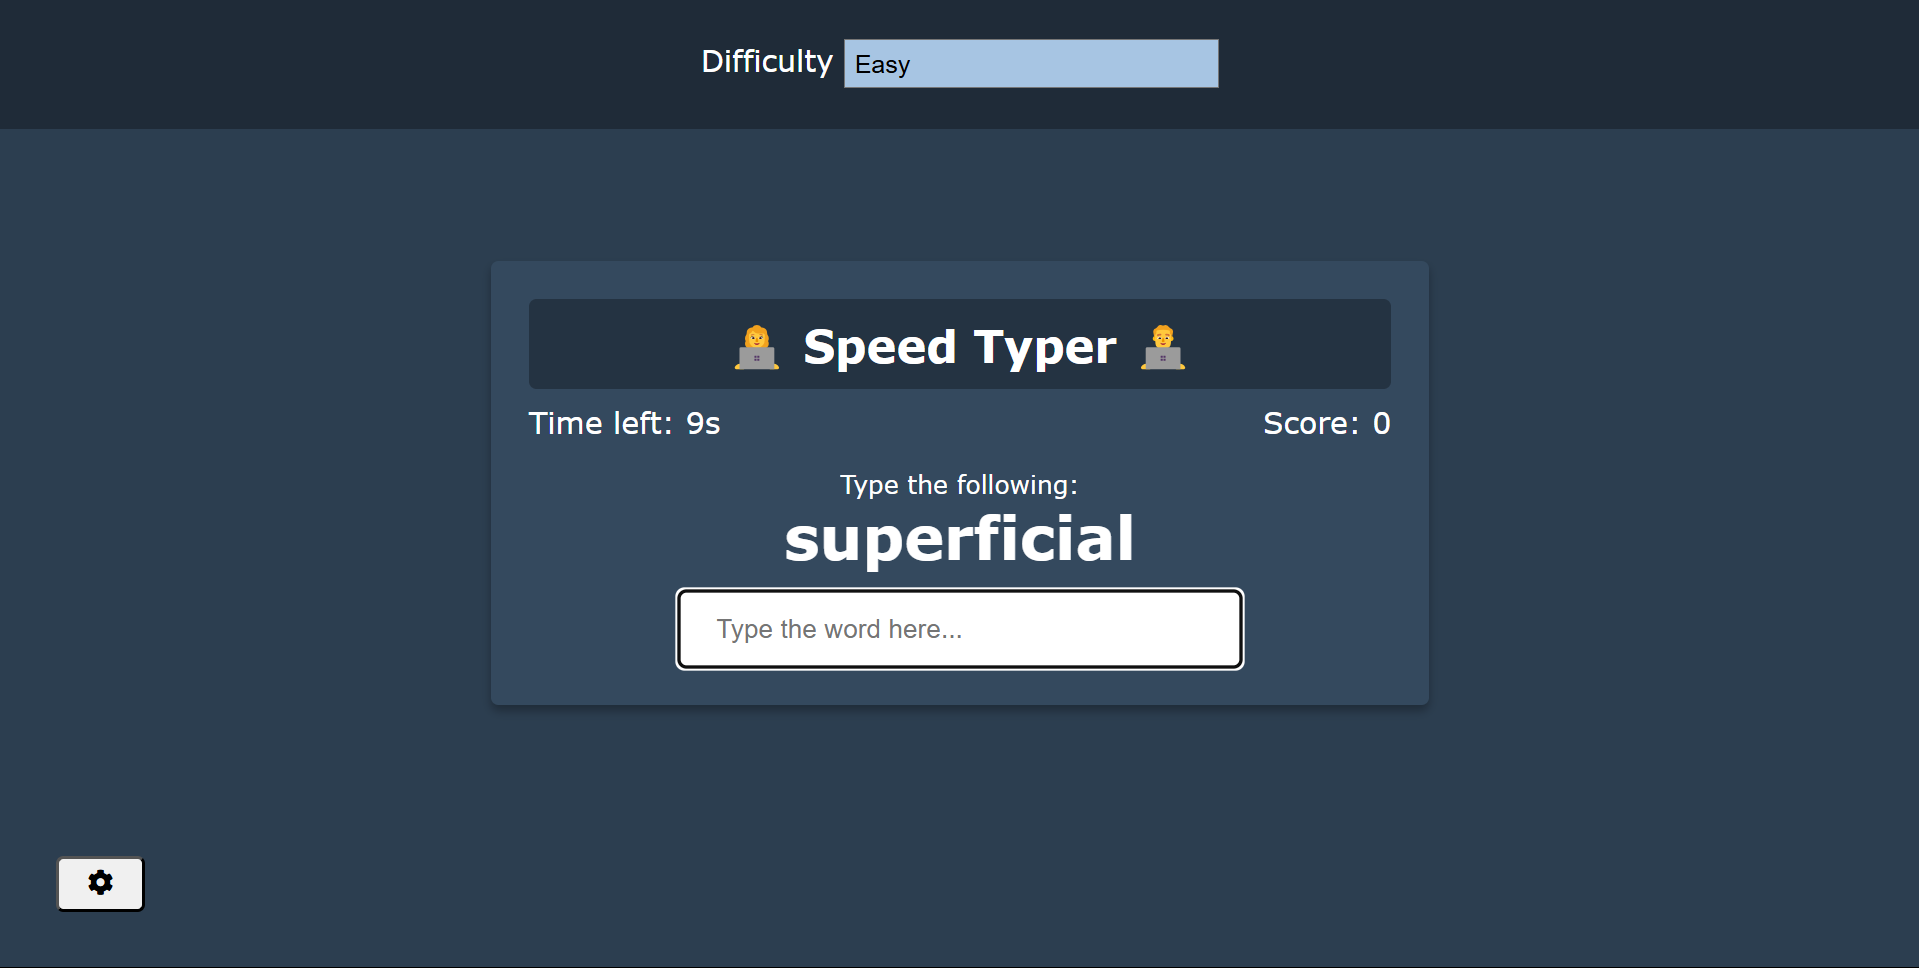 Difficulty Easy
Speed Typer
Time left: 9s Score: 0
Type the following:
superficial
Type the word here...